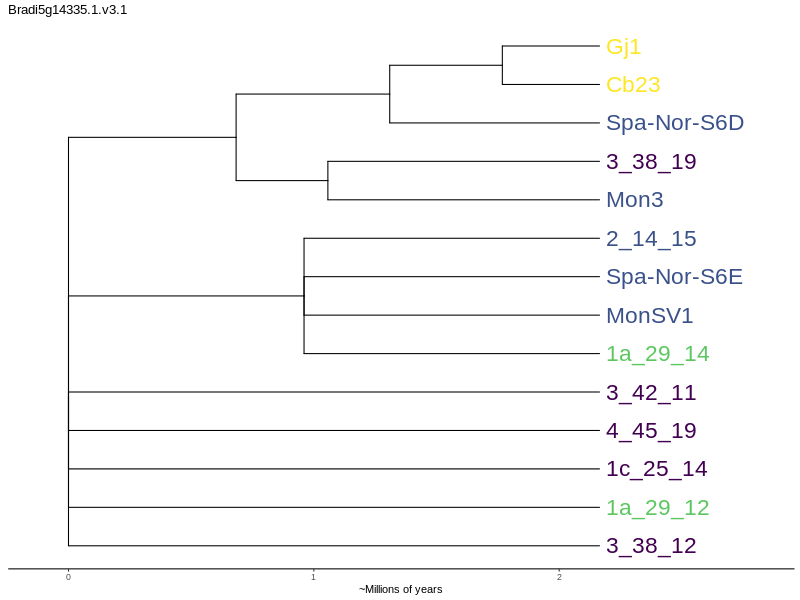 Bradi5g14335.1.v3.1
Gj1
Cb23
Spa-Nor-S6D
3_38_19
Mon3
2_14_15
Spa-Nor-S6E
MonSV1
1a_29_14
3_42_11
4_45_19
1c_25_14
1a_29_12
3_38_12
0 1 2
~Millions of years